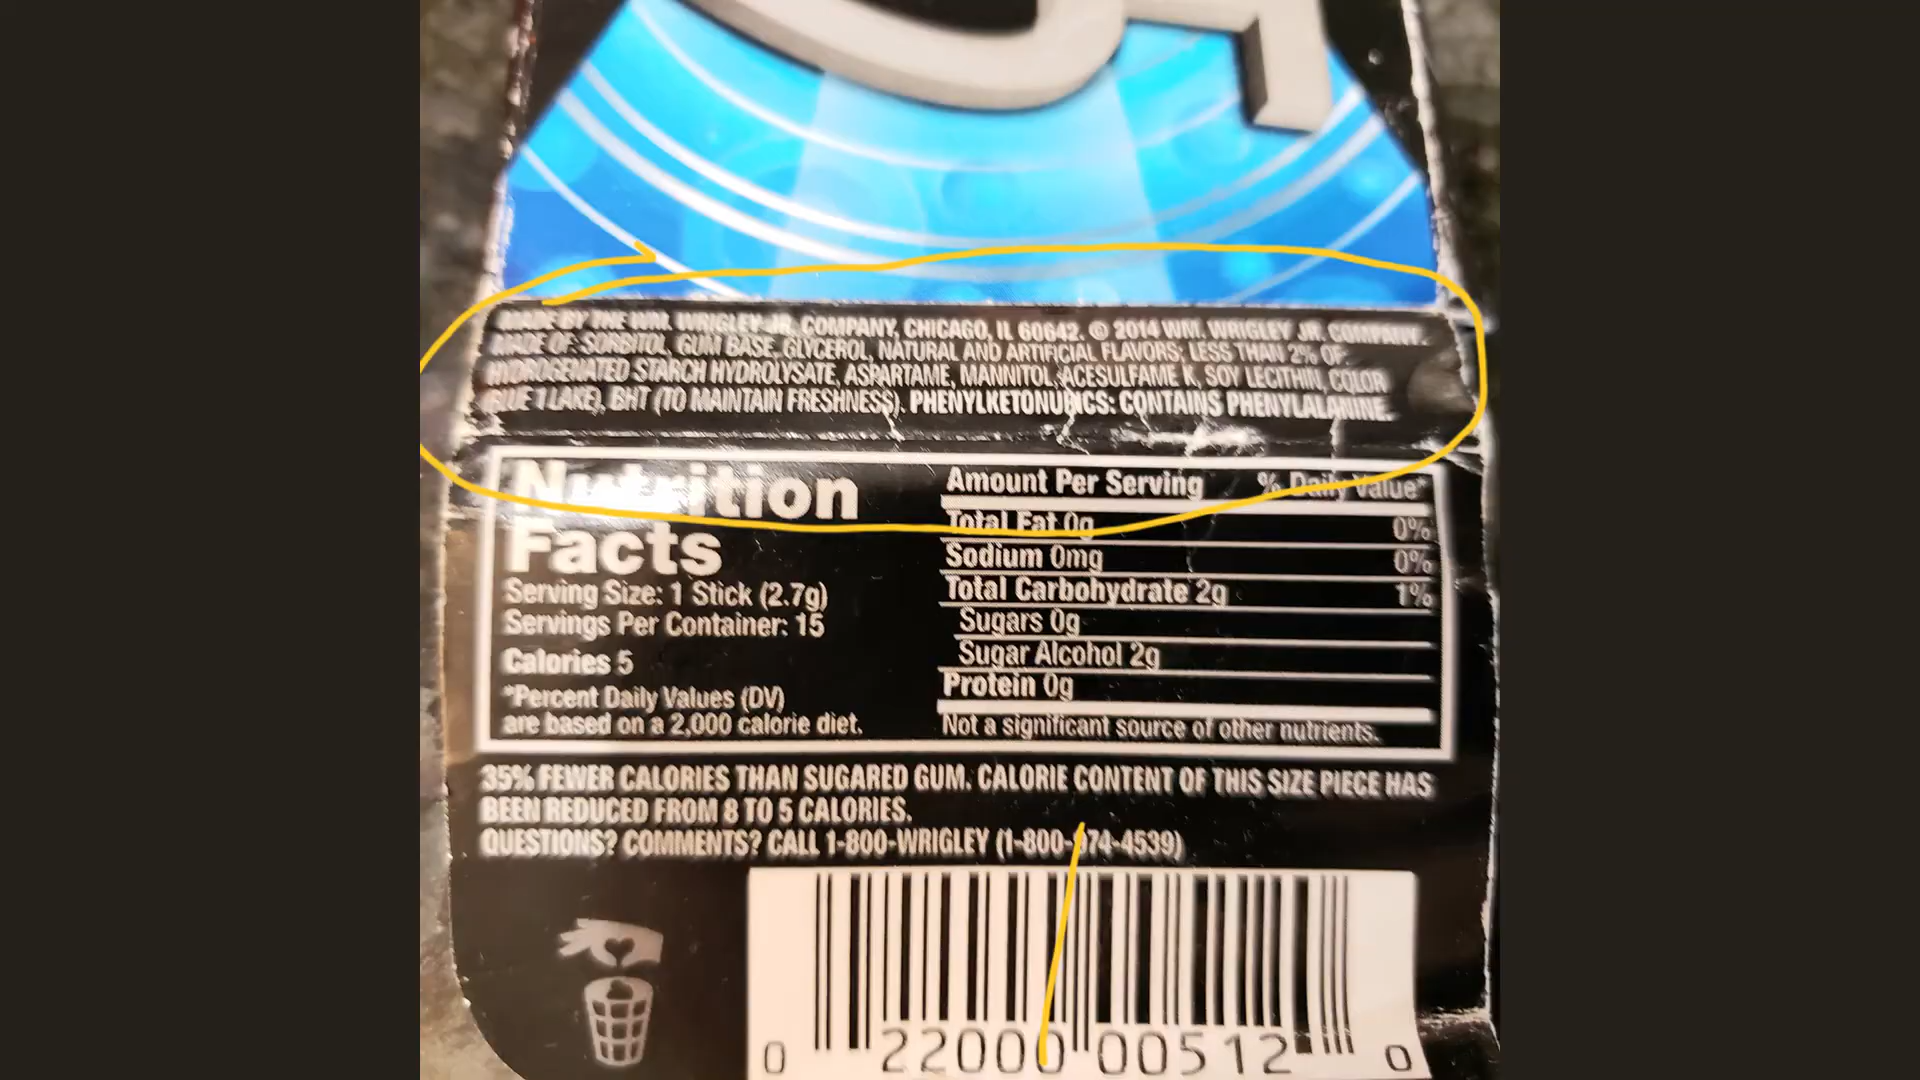 5
MADE BY THE WM. WRIGLEY JR. COMPANY, CHICAGO, IL 60642. © 2014 WM. WRIGLEY JR. COMPANY.
MADE OF: SORBITOL, GUM BASE, GLYCEROL, NATURAL AND ARTIFICIAL FLAVORS; LESS THAN 2% OF:
HYDROGENATED STARCH HYDROLYSATE, ASPARTAME, MANNITOL, ACESULFAME K, SOY LECITHIN, COLOR
BLUE 1 LAKE), BHT (TO MAINTAIN FRESHNESS). PHENYLKETONURICS: CONTAINS PHENYLALANINE.
Nutrition
Facts
Serving Size: 1 Stick (2.7g)
Servings Per Container: 15
Calories 5
*Percent Daily Values (DV)
are based on a 2,000 calorie diet.
Amount Per Serving % Daily Value*
Total Fat 0g 0%
Sodium 0mg 0%
Total Carbohydrate 2g 1%
Sugars 0g
Sugar Alcohol 2g
Protein 0g
Not a significant source of other nutrients.
35% FEWER CALORIES THAN SUGARED GUM. CALORIE CONTENT OF THIS SIZE PIECE HAS
BEEN REDUCED FROM 8 TO 5 CALORIES.
QUESTIONS? COMMENTS? CALL 1-800-WRIGLEY (1-800-974-4539)
0 22000 00512 0